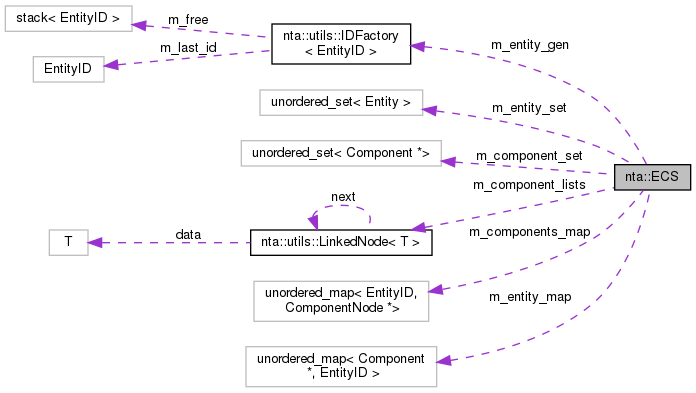 stack< EntityID >
m_free
nta::utils::IDFactory
< EntityID >
m_last_id
EntityID
m_entity_gen
unordered_set< Entity >
m_entity_set
unordered_set< Component *>
m_component_set
nta::ECS
next
m_component_lists
T
data
nta::utils::LinkedNode< T >
m_components_map
unordered_map< EntityID,
ComponentNode *>
m_entity_map
unordered_map< Component
*, EntityID >